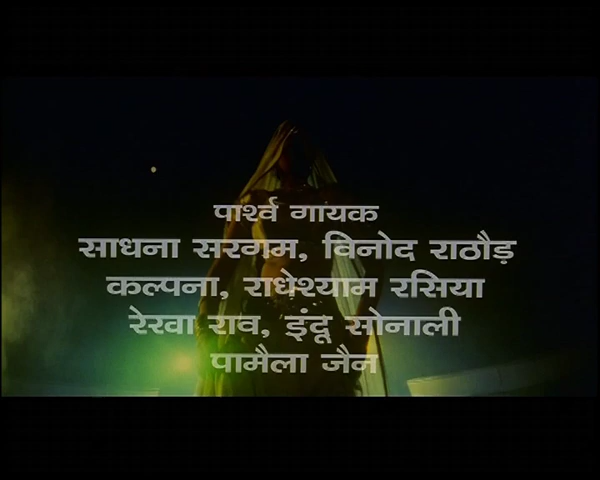 पार्श्व गायक
साधना सरगम, विनोद राठौड़
कल्पना, राधेश्याम रसिया
रेखा राव, इंदू सोनाली
पामैला जैन